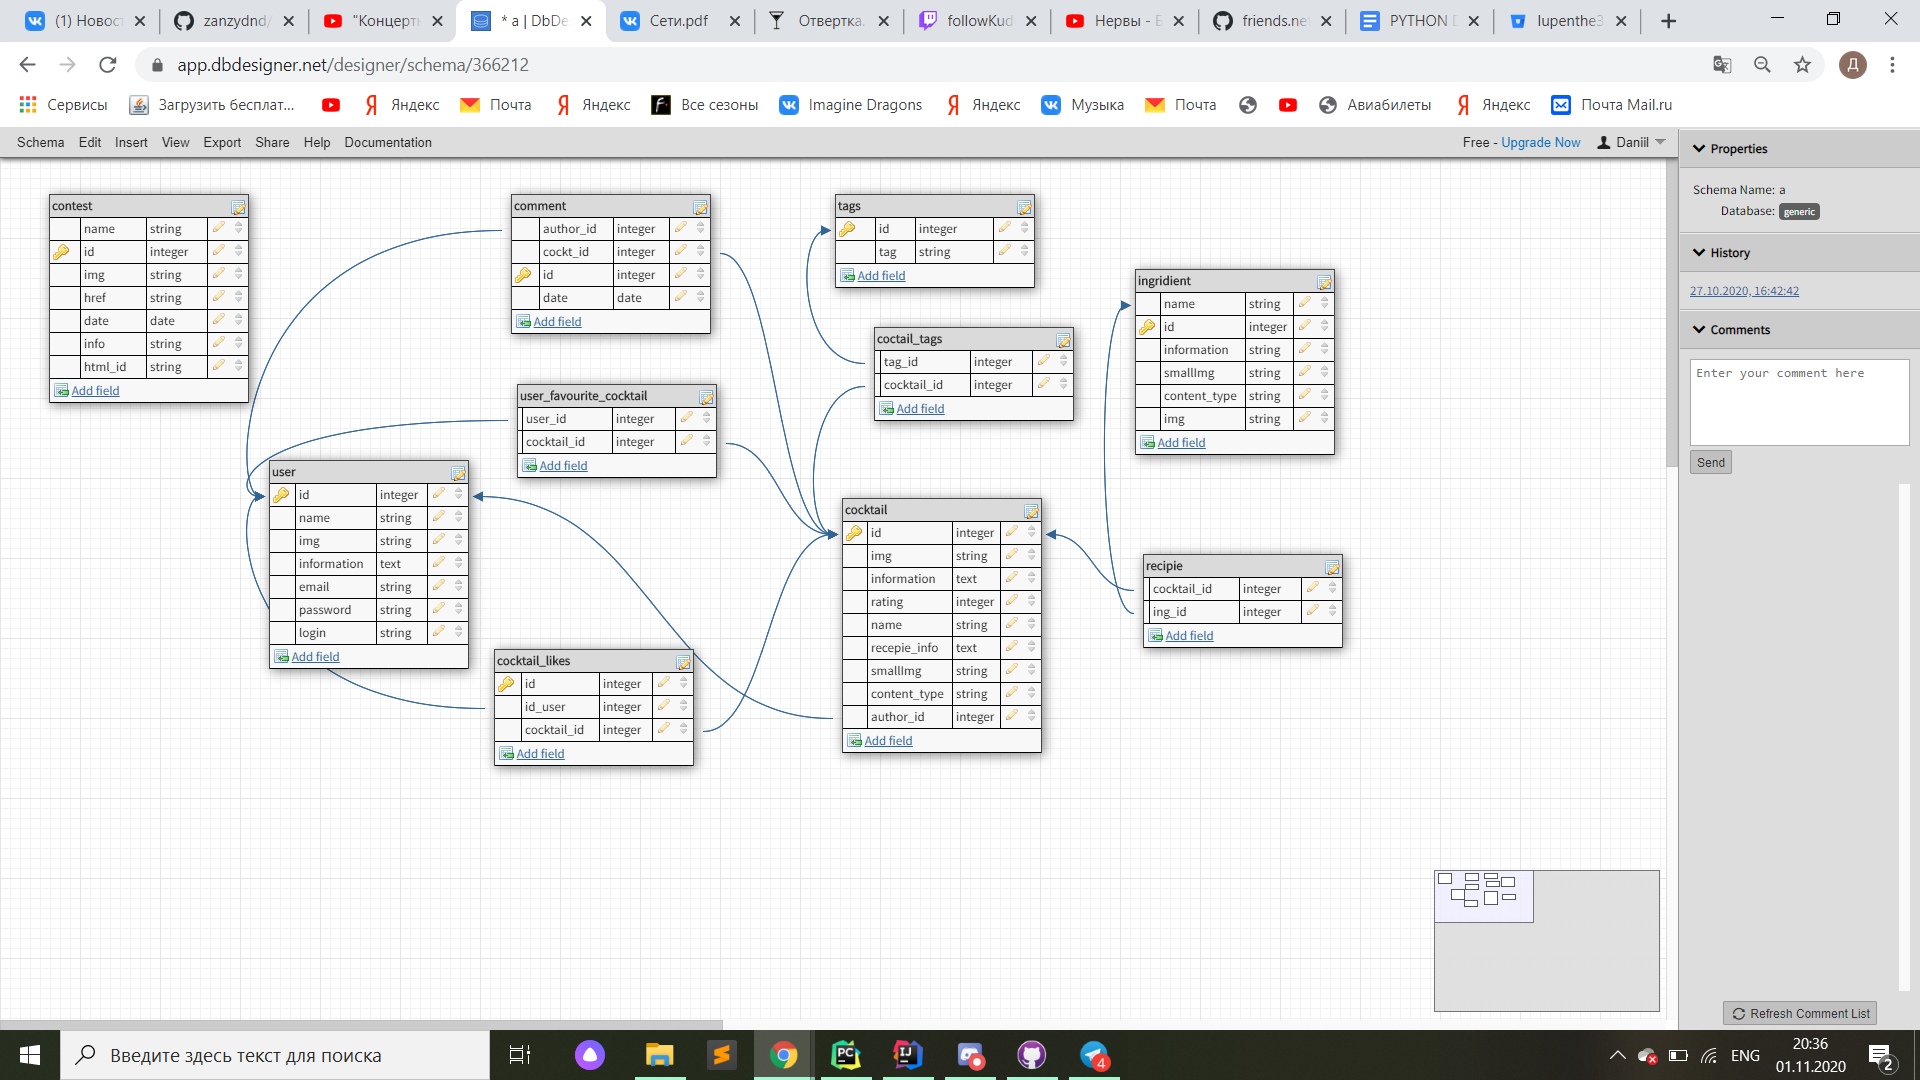 (1) Новост
zanzydnd/
"Концертн
* a | DbDe
Сети.pdf
Отвертка.
followKud
Нервы - Б
friends.ne
PYTHON D
lupenthe3
app.dbdesigner.net/designer/schema/366212
Сервисы
Загрузить бесплат...
Яндекс
Почта
Яндекс
Все сезоны
Imagine Dragons
Яндекс
Музыка
Почта
Авиабилеты
Яндекс
Почта Mail.ru
Schema Edit Insert View Export Share Help Documentation
Free - Upgrade Now
Daniil
contest
name string
id integer
img string
href string
date date
info string
html_id string
Add field
comment
author_id integer
cockt_id integer
id integer
date date
Add field
tags
id integer
tag string
Add field
coctail_tags
tag_id integer
cocktail_id integer
Add field
ingridient
name string
id integer
information string
smallImg string
content_type string
img string
Add field
user_favourite_cocktail
user_id integer
cocktail_id integer
Add field
user
id integer
name string
img string
information text
email string
password string
login string
Add field
cocktail
id integer
img string
information text
rating integer
name string
recepie_info text
smallImg string
content_type string
author_id integer
Add field
recipie
cocktail_id integer
ing_id integer
Add field
cocktail_likes
id integer
id_user integer
cocktail_id integer
Add field
Properties
Schema Name: a
Database: generic
History
27.10.2020, 16:42:42
Comments
Enter your comment here
Send
Refresh Comment List
Введите здесь текст для поиска
PC
IJ
4
ENG
20:36
01.11.2020
2